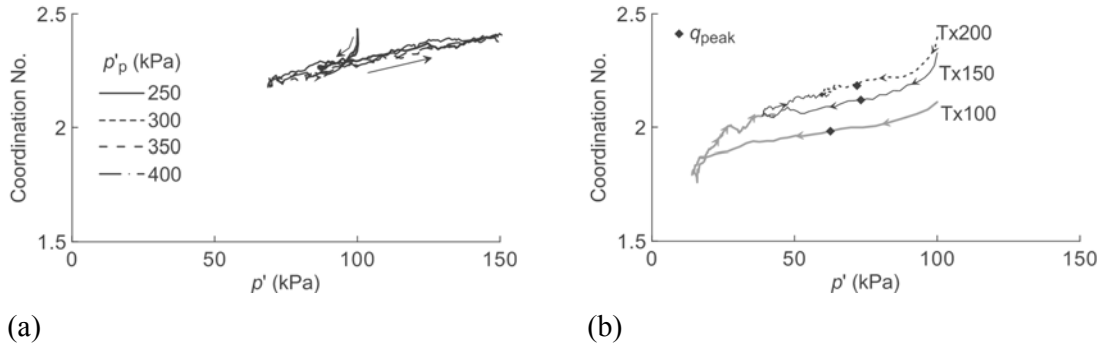 2.5
2
1.5
Coordination No.
p'p (kPa)
250
300
350
400
0
50
100
150
p' (kPa)
(a)
2.5
2
1.5
Coordination No.
qpeak
Tx200
Tx150
Tx100
0
50
100
150
p' (kPa)
(b)